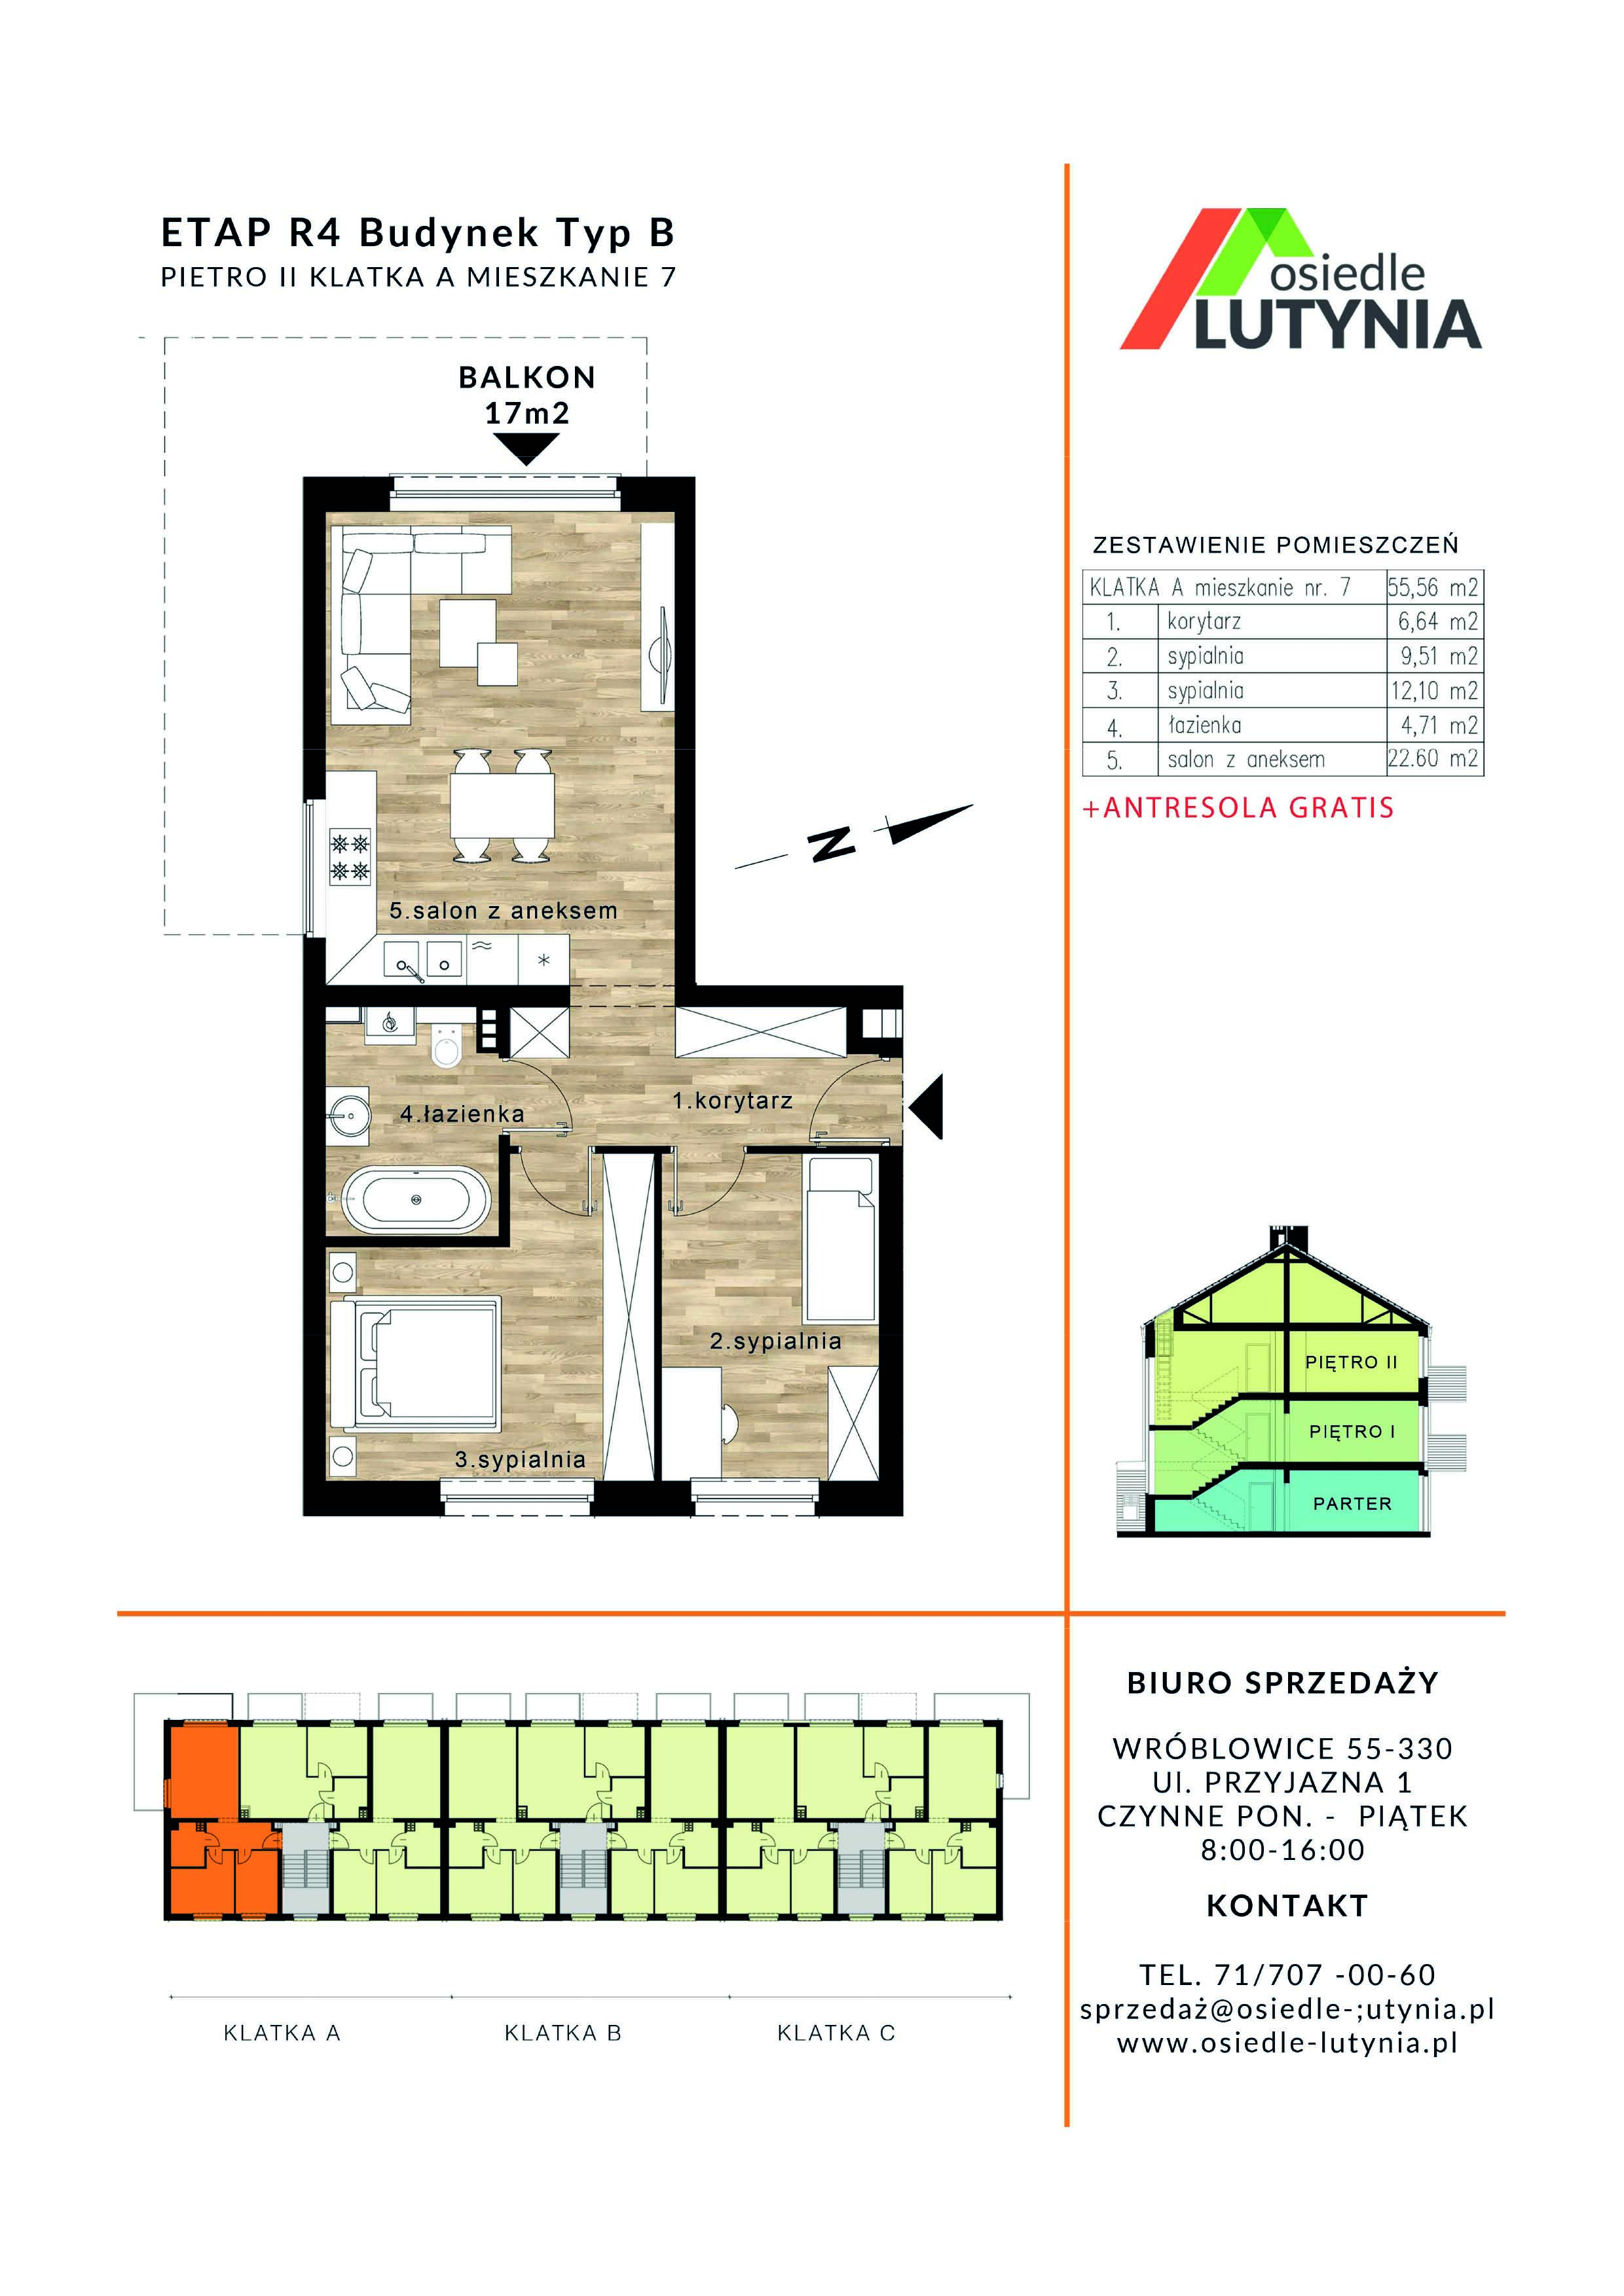 ETAP R4 Budynek Typ B
PIETRO II KLATKA A MIESZKANIE 7
osiedle
LUTYNIA
BALKON
17m2
ZESTAWIENIE POMIESZCZEŃ
KLATKA A mieszkanie nr. 7 55,56 m2
1. korytarz 6,64 m2
2. sypialnia 9,51 m2
3. sypialnia 12,10 m2
4. łazienka 4,71 m2
5. salon z aneksem 22.60 m2
+ANTRESOLA GRATIS
N
5.salon z aneksem
1.korytarz
4.łazienka
2.sypialnia
3.sypialnia
PIĘTRO II
PIĘTRO I
PARTER
BIURO SPRZEDAŻY
WRÓBLOWICE 55-330
Ul. PRZYJAZNA 1
CZYNNE PON. - PIĄTEK
8:00-16:00
KONTAKT
TEL. 71/707 -00-60
sprzedaż@osiedle-;utynia.pl
www.osiedle-lutynia.pl
KLATKA A KLATKA B KLATKA C